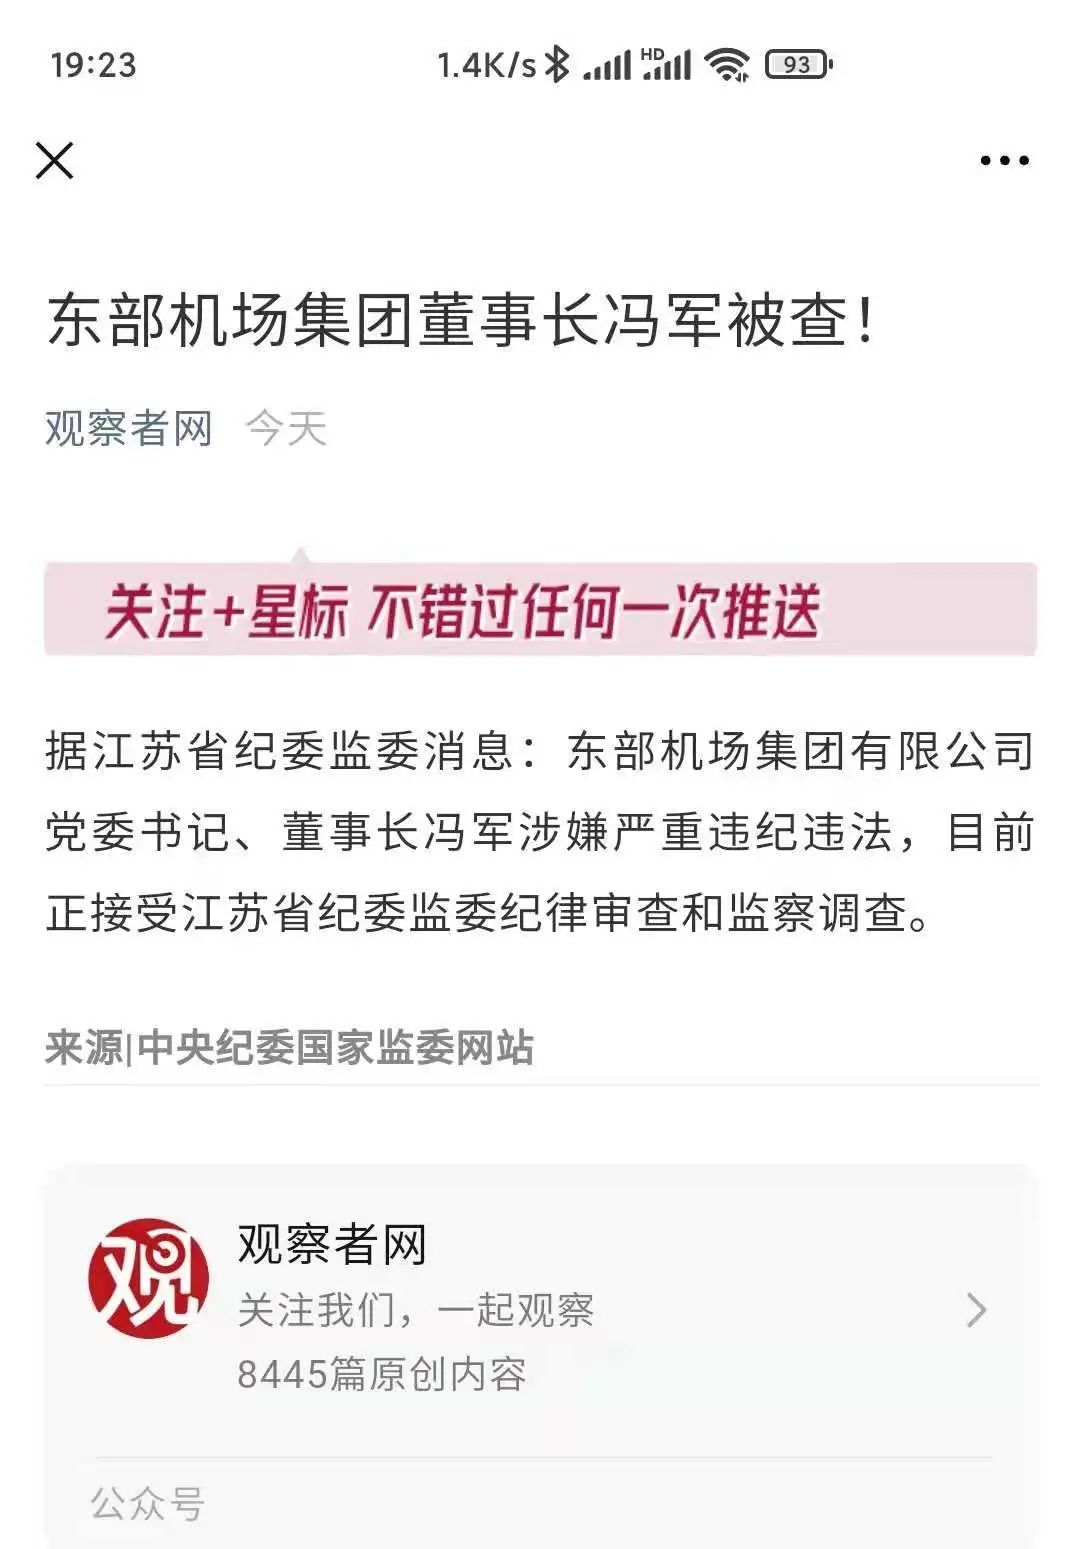 19:23
1.4K/s HD 93
东部机场集团董事长冯军被查！
观察者网 今天
关注+星标 不错过任何一次推送
据江苏省纪委监委消息：东部机场集团有限公司
党委书记、董事长冯军涉嫌严重违纪违法，目前
正接受江苏省纪委监委纪律审查和监察调查。
来源|中央纪委国家监委网站
观
观察者网
关注我们，一起观察
8445篇原创内容
公众号